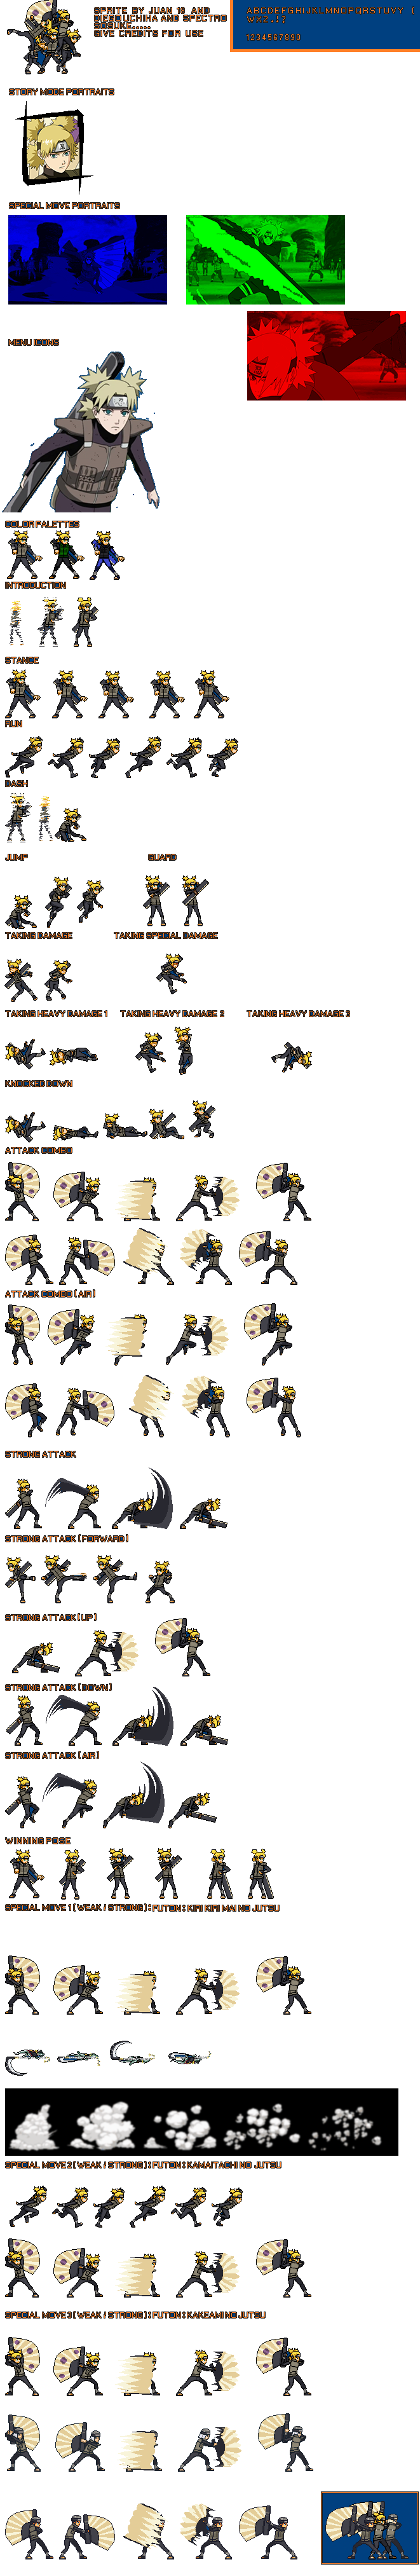 SPRITE BY JUAN 18 AND
DIEGO UCHIHA AND SPECTRO
SOSUKE.....
GIVE CREDITS FOR USE
ABCDEFGHIJKLMNOPQRSTUVY
WXZ.:?
1234567890
STORY MODE PORTRAITS
SPECIAL MOVE PORTRAITS
MENU ICONS
COLOR PALETTES
INTRODUCTION
STANCE
RUN
DASH
JUMP
GUARD
TAKING DAMAGE
TAKING SPECIAL DAMAGE
TAKING HEAVY DAMAGE 1
TAKING HEAVY DAMAGE 2
TAKING HEAVY DAMAGE 3
KNOCKED DOWN
ATTACK COMBO
ATTACK COMBO [AIR]
STRONG ATTACK
STRONG ATTACK [FORWARD]
STRONG ATTACK [UP]
STRONG ATTACK [DOWN]
STRONG ATTACK [AIR]
WINNING POSE
SPECIAL MOVE 1 [WEAK / STRONG]: FUTON: KIRI KIRI MAI NO JUTSU
SPECIAL MOVE 2 [WEAK / STRONG]: FUTON: KAMAITACHI NO JUTSU
SPECIAL MOVE 3 [WEAK / STRONG]: FUTON: KAKEAMI NO JUTSU